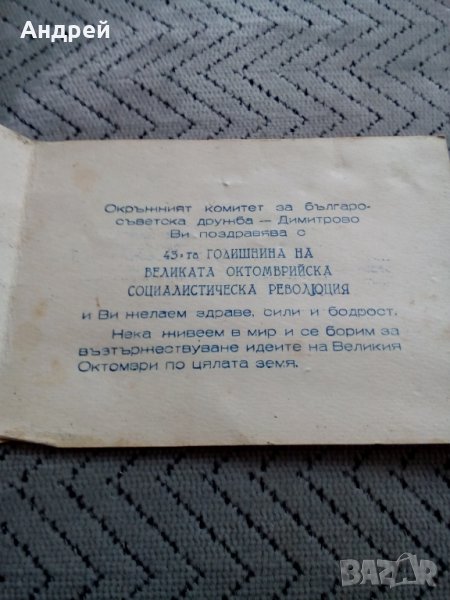 Андрей
Окръжният комитет за българо-
съветска дружба — Димитрово
Ви поздравява с
43-та ГОДИШНИНА НА
ВЕЛИКАТА ОКТОМВРИЙСКА
СОЦИАЛИСТИЧЕСКА РЕВОЛЮЦИЯ
и Ви желаем здраве, сили и бодрост.
Нека живеем в мир и се борим за
възтържествуване идеите на Великия
Октомври по цялата земя.
BAZAR